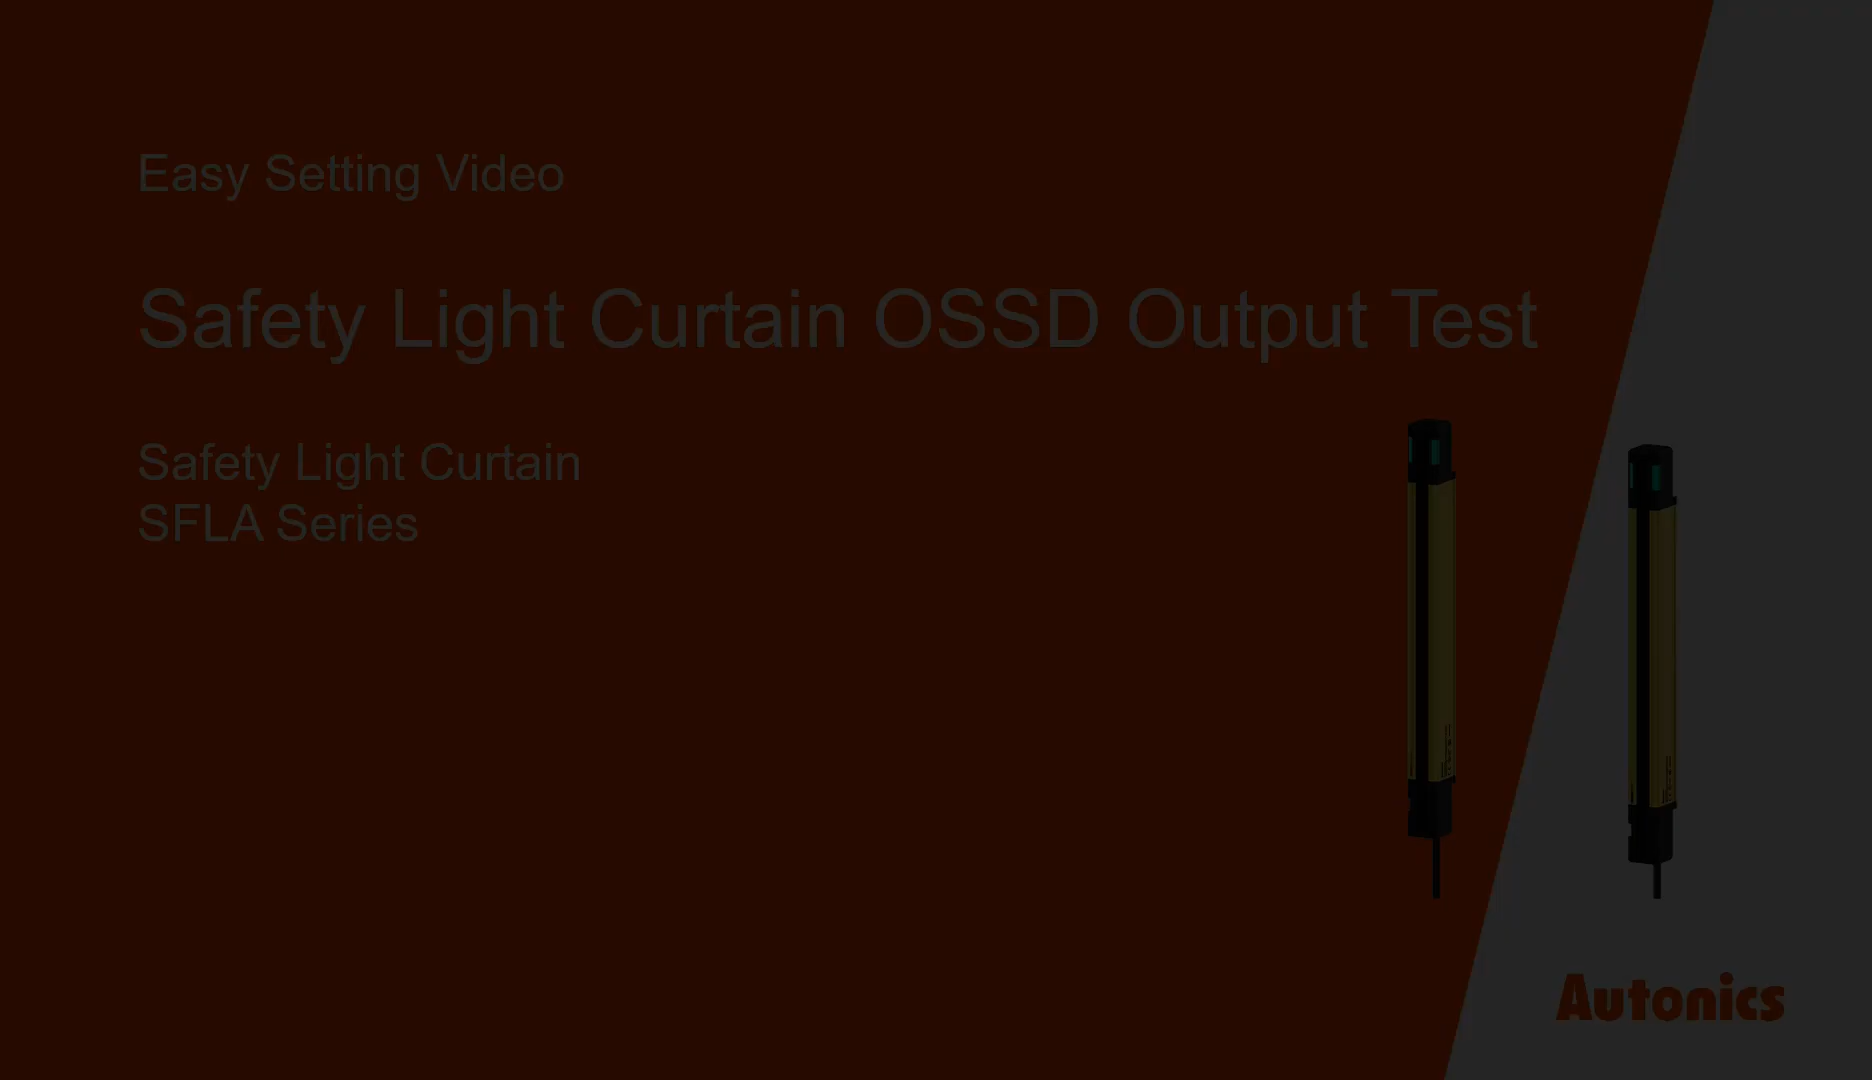 Easy Setting Video
Safety Light Curtain OSSD Output Test
Safety Light Curtain
SFLA Series
Autonics